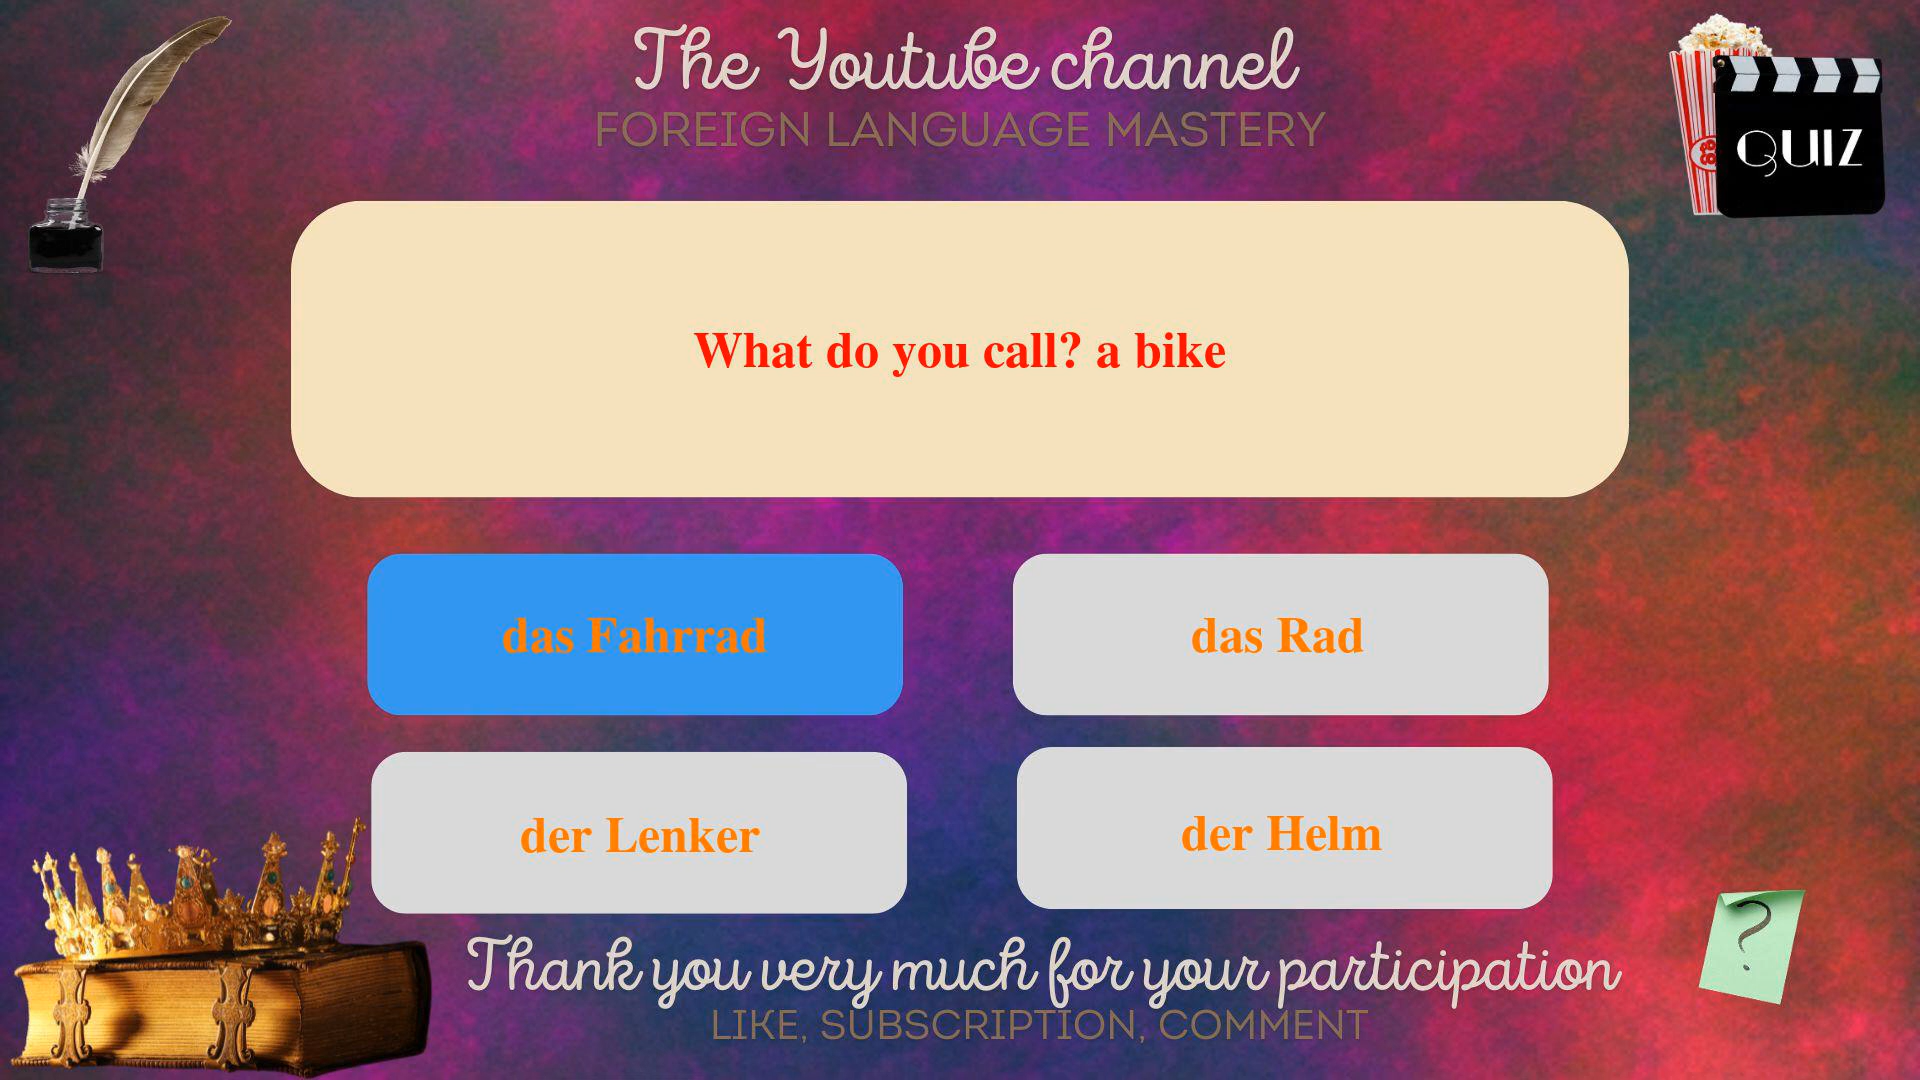 The Youtube channel
FOREIGN LANGUAGE MASTERY
QUIZ
What do you call? a bike
das Fahrrad
das Rad
der Lenker
der Helm
?
Thank you very much for your participation
LIKE, SUBSCRIPTION, COMMENT